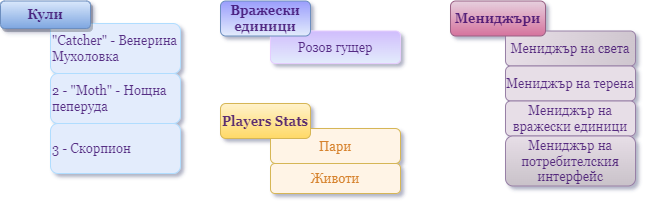 Кули
"Catcher" - Венерина
Мухоловка
2 - "Moth" - Нощна
пеперуда
3 - Скорпион
Вражески
единици
Розов гущер
Players Stats
Пари
Животи
Мениджъри
Мениджър на света
Мениджър на терена
Мениджър на
вражески единици
Мениджър на
потребителския
интерфейс